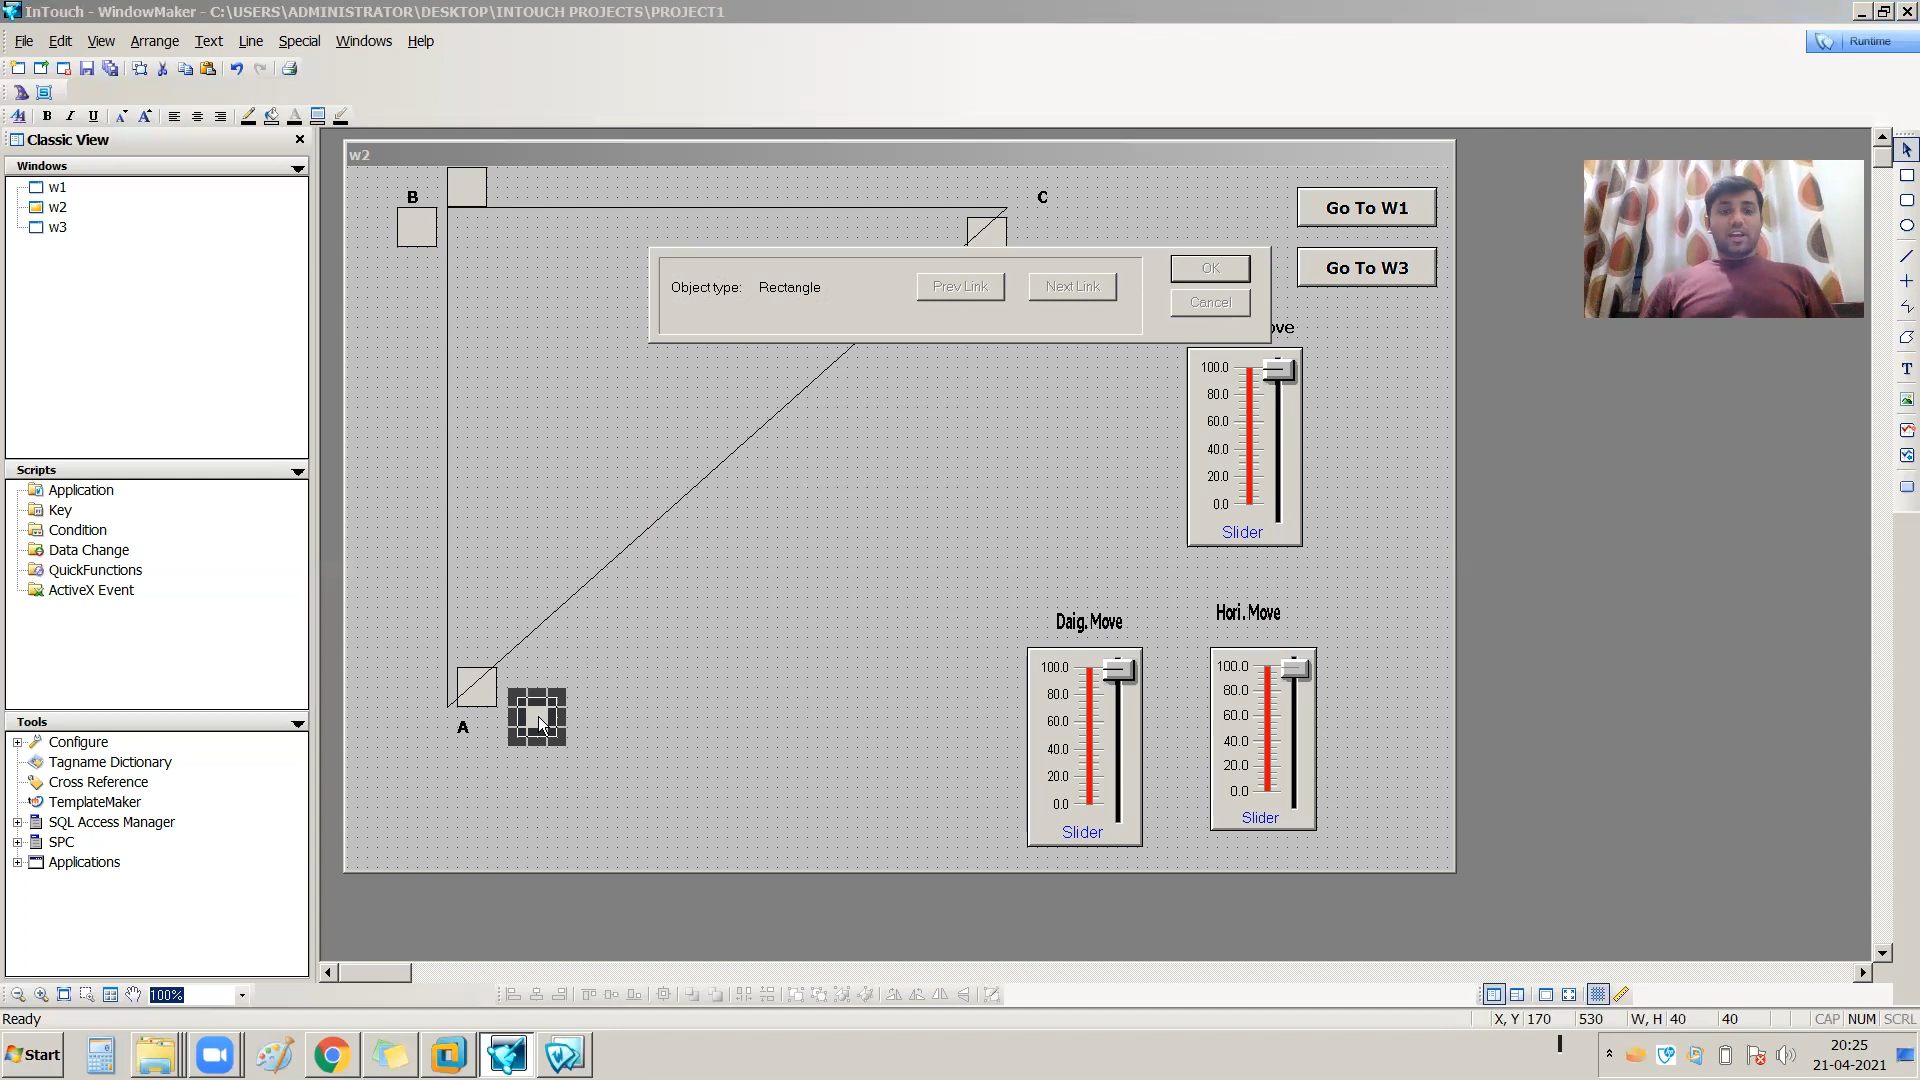 InTouch - WindowMaker - C:\USERS\ADMINISTRATOR\DESKTOP\INTOUCH PROJECTS\PROJECT1
File Edit View Arrange Text Line Special Windows Help
Runtime
Classic View
Windows
w1
w2
w3
Scripts
Application
Key
Condition
Data Change
QuickFunctions
ActiveX Event
Tools
Configure
Tagname Dictionary
Cross Reference
TemplateMaker
SQL Access Manager
SPC
Applications
w2
B
C
A
Go To W1
Go To W3
Object type: Rectangle
Prev Link
Next Link
OK
Cancel
100.0
80.0
60.0
40.0
20.0
0.0
Slider
Daig. Move
100.0
80.0
60.0
40.0
20.0
0.0
Slider
Hori. Move
100.0
80.0
60.0
40.0
20.0
0.0
Slider
100%
Ready
X, Y 170 530 W, H 40 40 CAP NUM SCRL
Start
20:25
21-04-2021